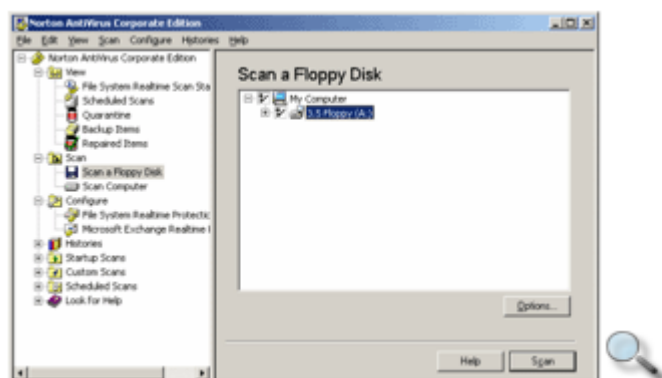 Norton AntiVirus Corporate Edition
File Edit View Scan Configure Histories Help
Norton AntiVirus Corporate Edition
View
File System Realtime Scan Sta
Scheduled Scans
Quarantine
Backup Items
Repaired Items
Scan
Scan a Floppy Disk
Scan Computer
Configure
File System Realtime Protectic
Microsoft Exchange Realtime I
Histories
Startup Scans
Custom Scans
Scheduled Scans
Look for Help
Scan a Floppy Disk
My Computer
3.5 Floppy (A:)
Options...
Help Scan